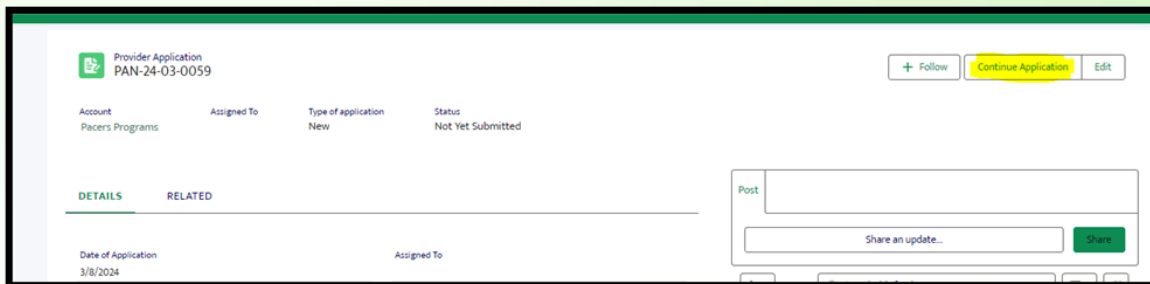 Provider Application
PAN-24-03-0059
+ Follow
Continue Application
Edit
Account
Assigned To
Type of application
Status
Pacers Programs
New
Not Yet Submitted
DETAILS
RELATED
Post
Share an update...
Share
Date of Application
Assigned To
3/8/2024